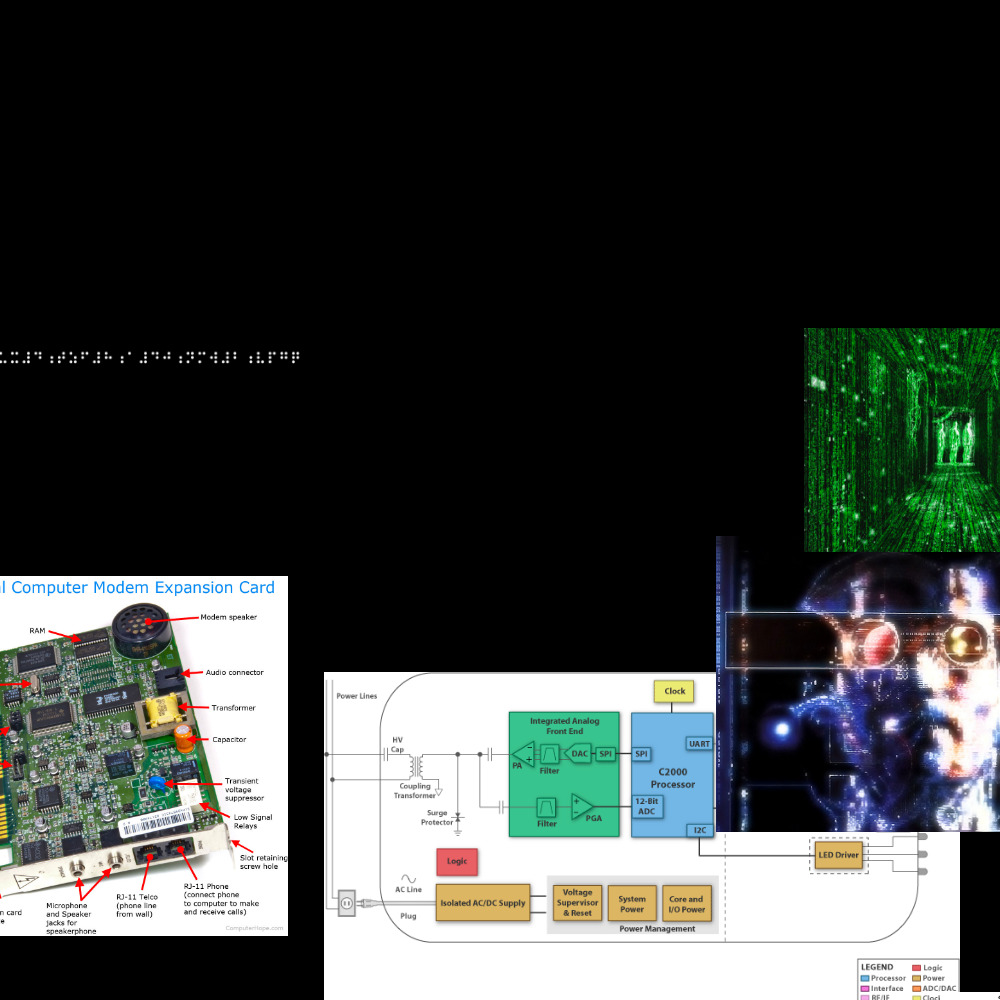 al Computer Modem Expansion Card
Modem speaker
RAM
Audio connector
Transformer
Capacitor
Transient
voltage
suppressor
Low Signal
Relays
Slot retaining
screw hole
RJ-11 Phone
(connect phone
to computer to make
and receive calls)
RJ-11 Telco
(phone line
from wall)
Microphone
and Speaker
jacks for
speakerphone
n card
e
ComputerHope.com
Power Lines
Clock
Integrated Analog
Front End
HV
Cap
PA
Filter
DAC
SPI
SPI
UART
C2000
Processor
Coupling
Transformer
12-Bit
ADC
Surge
Protector
Filter
PGA
I2C
Logic
LED Driver
AC Line
Plug
Isolated AC/DC Supply
Voltage
Supervisor
& Reset
System
Power
Core and
I/O Power
Power Management
LEGEND
Processor
Interface
RF/IF
Logic
Power
ADC/DAC
Clock